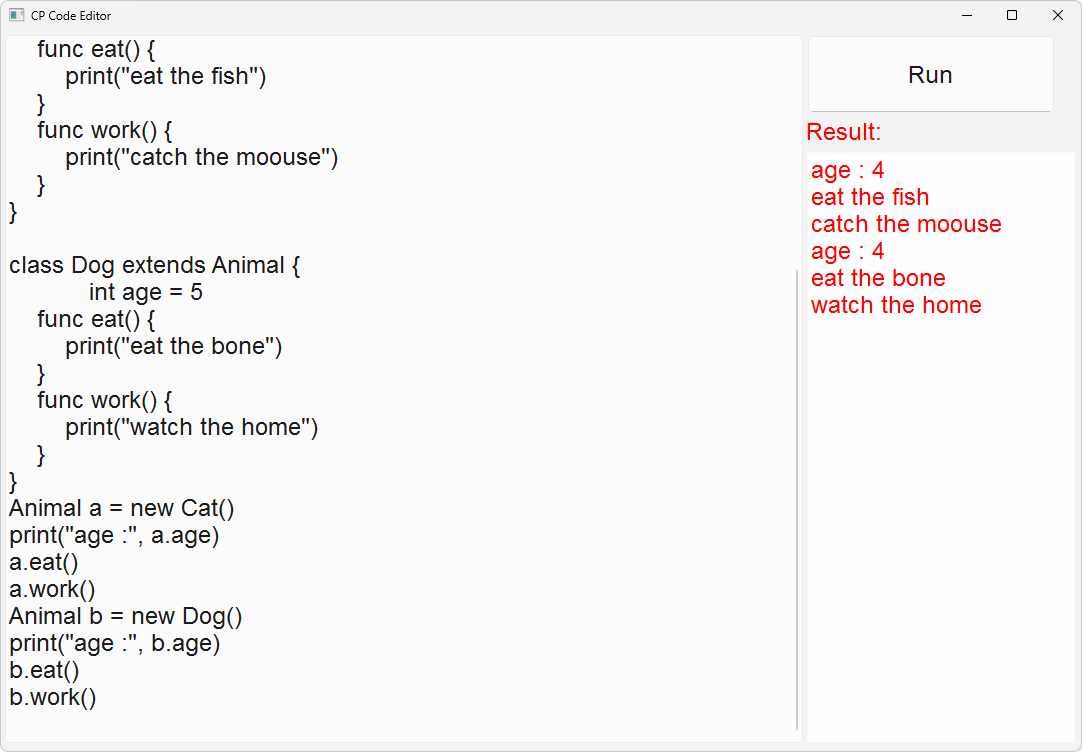 CP Code Editor
func eat() {
print("eat the fish")
}
func work() {
print("catch the moouse")
}
}
class Dog extends Animal {
int age = 5
func eat() {
print("eat the bone")
}
func work() {
print("watch the home")
}
}
Animal a = new Cat()
print("age :", a.age)
a.eat()
a.work()
Animal b = new Dog()
print("age :", b.age)
b.eat()
b.work()
Run
Result:
age : 4
eat the fish
catch the moouse
age : 4
eat the bone
watch the home